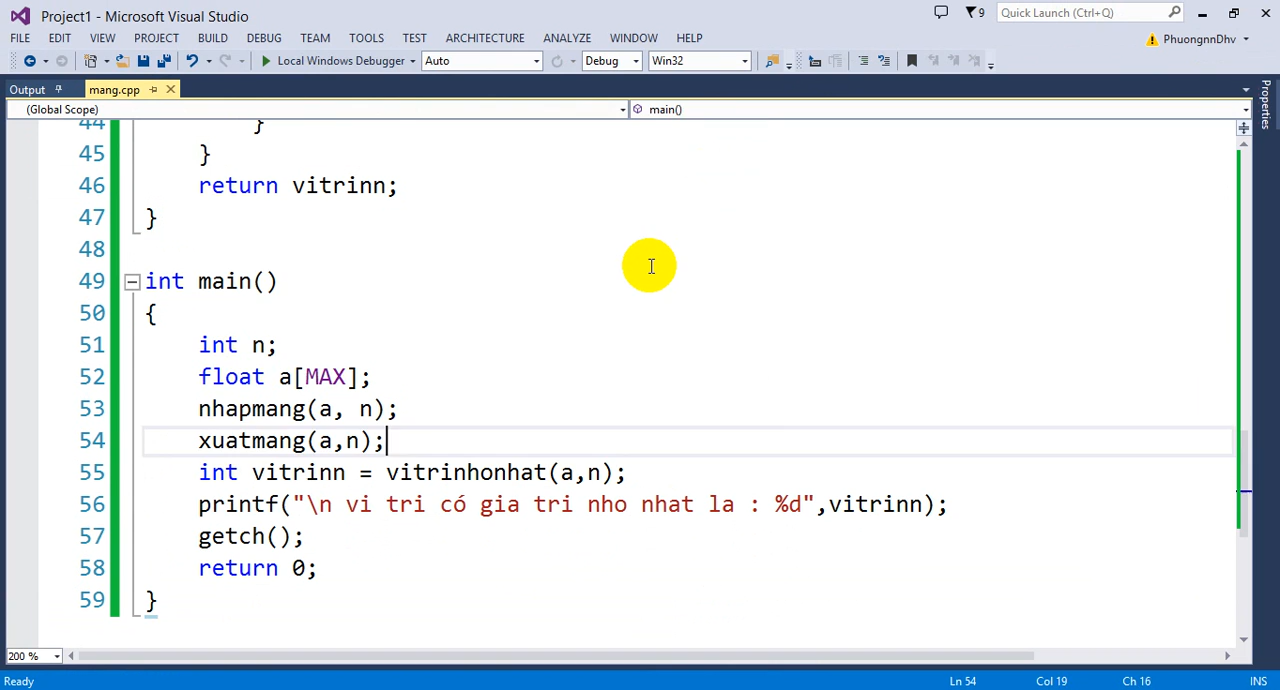 Project1 - Microsoft Visual Studio
9
Quick Launch (Ctrl+Q)
FILE EDIT VIEW PROJECT BUILD DEBUG TEAM TOOLS TEST ARCHITECTURE ANALYZE WINDOW HELP
PhuongnnDhv
Local Windows Debugger
Auto
Debug
Win32
Output
mang.cpp
Properties
(Global Scope)
main()
44 }
45 }
46 return vitrinn;
47 }
48
49 int main()
50 {
51 int n;
52 float a[MAX];
53 nhapmang(a, n);
54 xuatmang(a,n);
55 int vitrinn = vitrinhonhat(a,n);
56 printf("\n vi tri có gia tri nho nhat la : %d",vitrinn);
57 getch();
58 return 0;
59 }
200 %
Ready
Ln 54
Col 19
Ch 16
INS